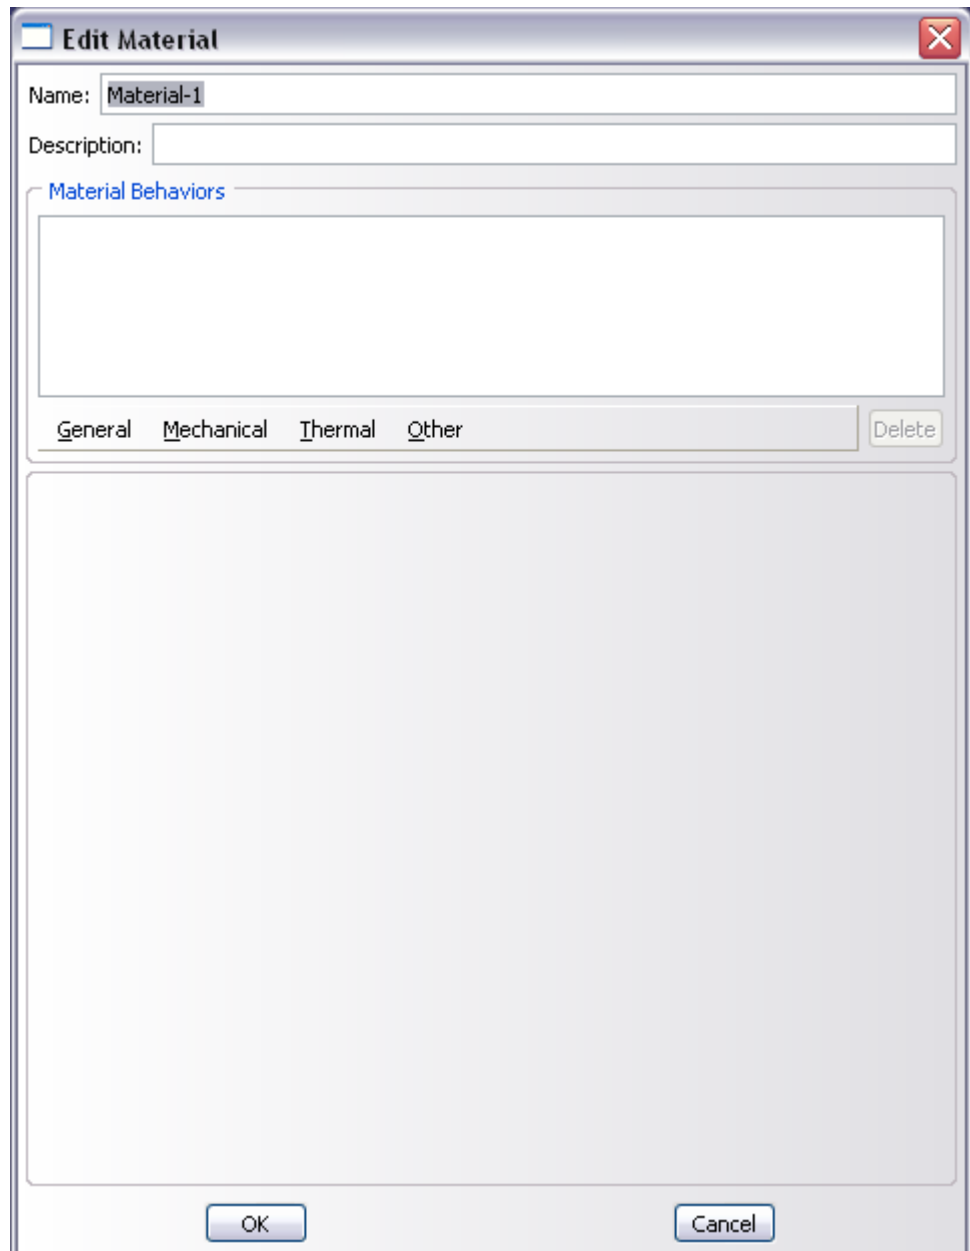 Edit Material
Name: Material-1
Description:
Material Behaviors
General Mechanical Thermal Other Delete
OK Cancel